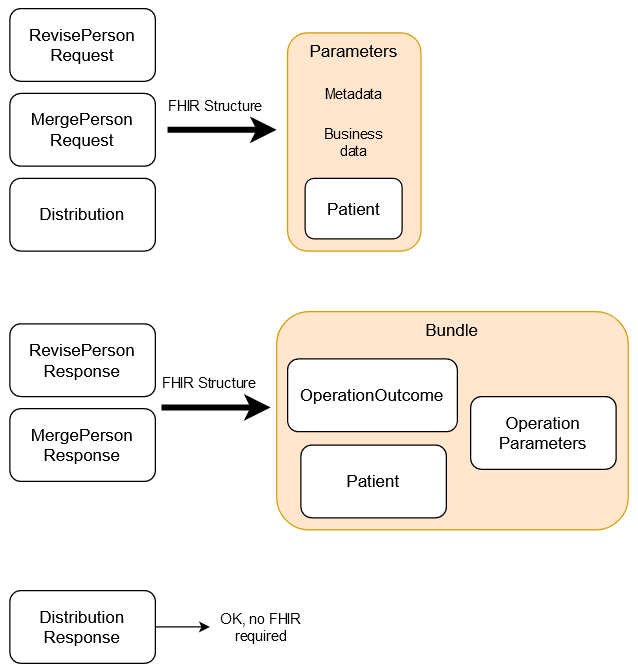 RevisePerson
Request
MergePerson
Request
Distribution
FHIR Structure
Parameters
Metadata
Business
data
Patient
RevisePerson
Response
MergePerson
Response
FHIR Structure
Bundle
OperationOutcome
Patient
Operation
Parameters
Distribution
Response
OK, no FHIR
required